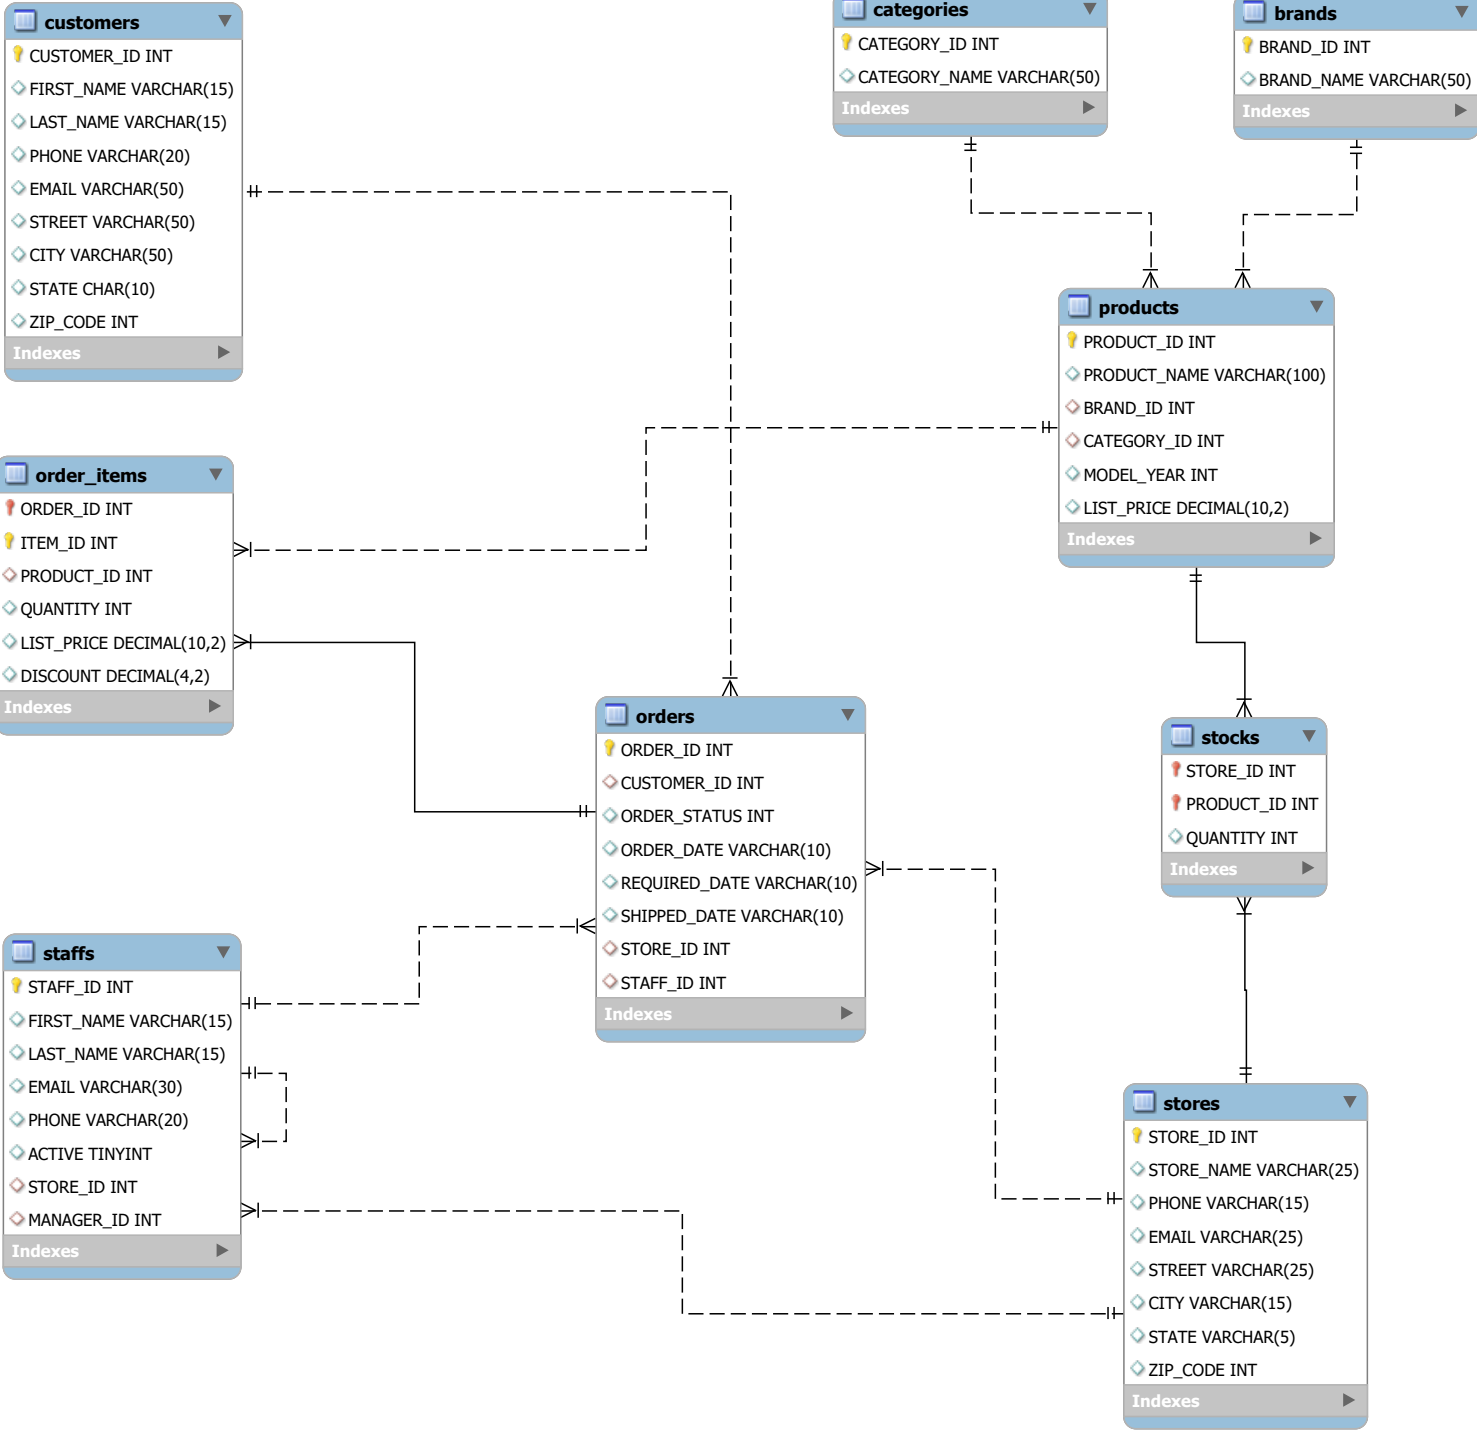 customers
CUSTOMER_ID INT
FIRST_NAME VARCHAR(15)
LAST_NAME VARCHAR(15)
PHONE VARCHAR(20)
EMAIL VARCHAR(50)
STREET VARCHAR(50)
CITY VARCHAR(50)
STATE CHAR(10)
ZIP_CODE INT
Indexes
categories
CATEGORY_ID INT
CATEGORY_NAME VARCHAR(50)
Indexes
brands
BRAND_ID INT
BRAND_NAME VARCHAR(50)
Indexes
products
PRODUCT_ID INT
PRODUCT_NAME VARCHAR(100)
BRAND_ID INT
CATEGORY_ID INT
MODEL_YEAR INT
LIST_PRICE DECIMAL(10,2)
Indexes
order_items
ORDER_ID INT
ITEM_ID INT
PRODUCT_ID INT
QUANTITY INT
LIST_PRICE DECIMAL(10,2)
DISCOUNT DECIMAL(4,2)
Indexes
orders
ORDER_ID INT
CUSTOMER_ID INT
ORDER_STATUS INT
ORDER_DATE VARCHAR(10)
REQUIRED_DATE VARCHAR(10)
SHIPPED_DATE VARCHAR(10)
STORE_ID INT
STAFF_ID INT
Indexes
stocks
STORE_ID INT
PRODUCT_ID INT
QUANTITY INT
Indexes
staffs
STAFF_ID INT
FIRST_NAME VARCHAR(15)
LAST_NAME VARCHAR(15)
EMAIL VARCHAR(30)
PHONE VARCHAR(20)
ACTIVE TINYINT
STORE_ID INT
MANAGER_ID INT
Indexes
stores
STORE_ID INT
STORE_NAME VARCHAR(25)
PHONE VARCHAR(15)
EMAIL VARCHAR(25)
STREET VARCHAR(25)
CITY VARCHAR(15)
STATE VARCHAR(5)
ZIP_CODE INT
Indexes